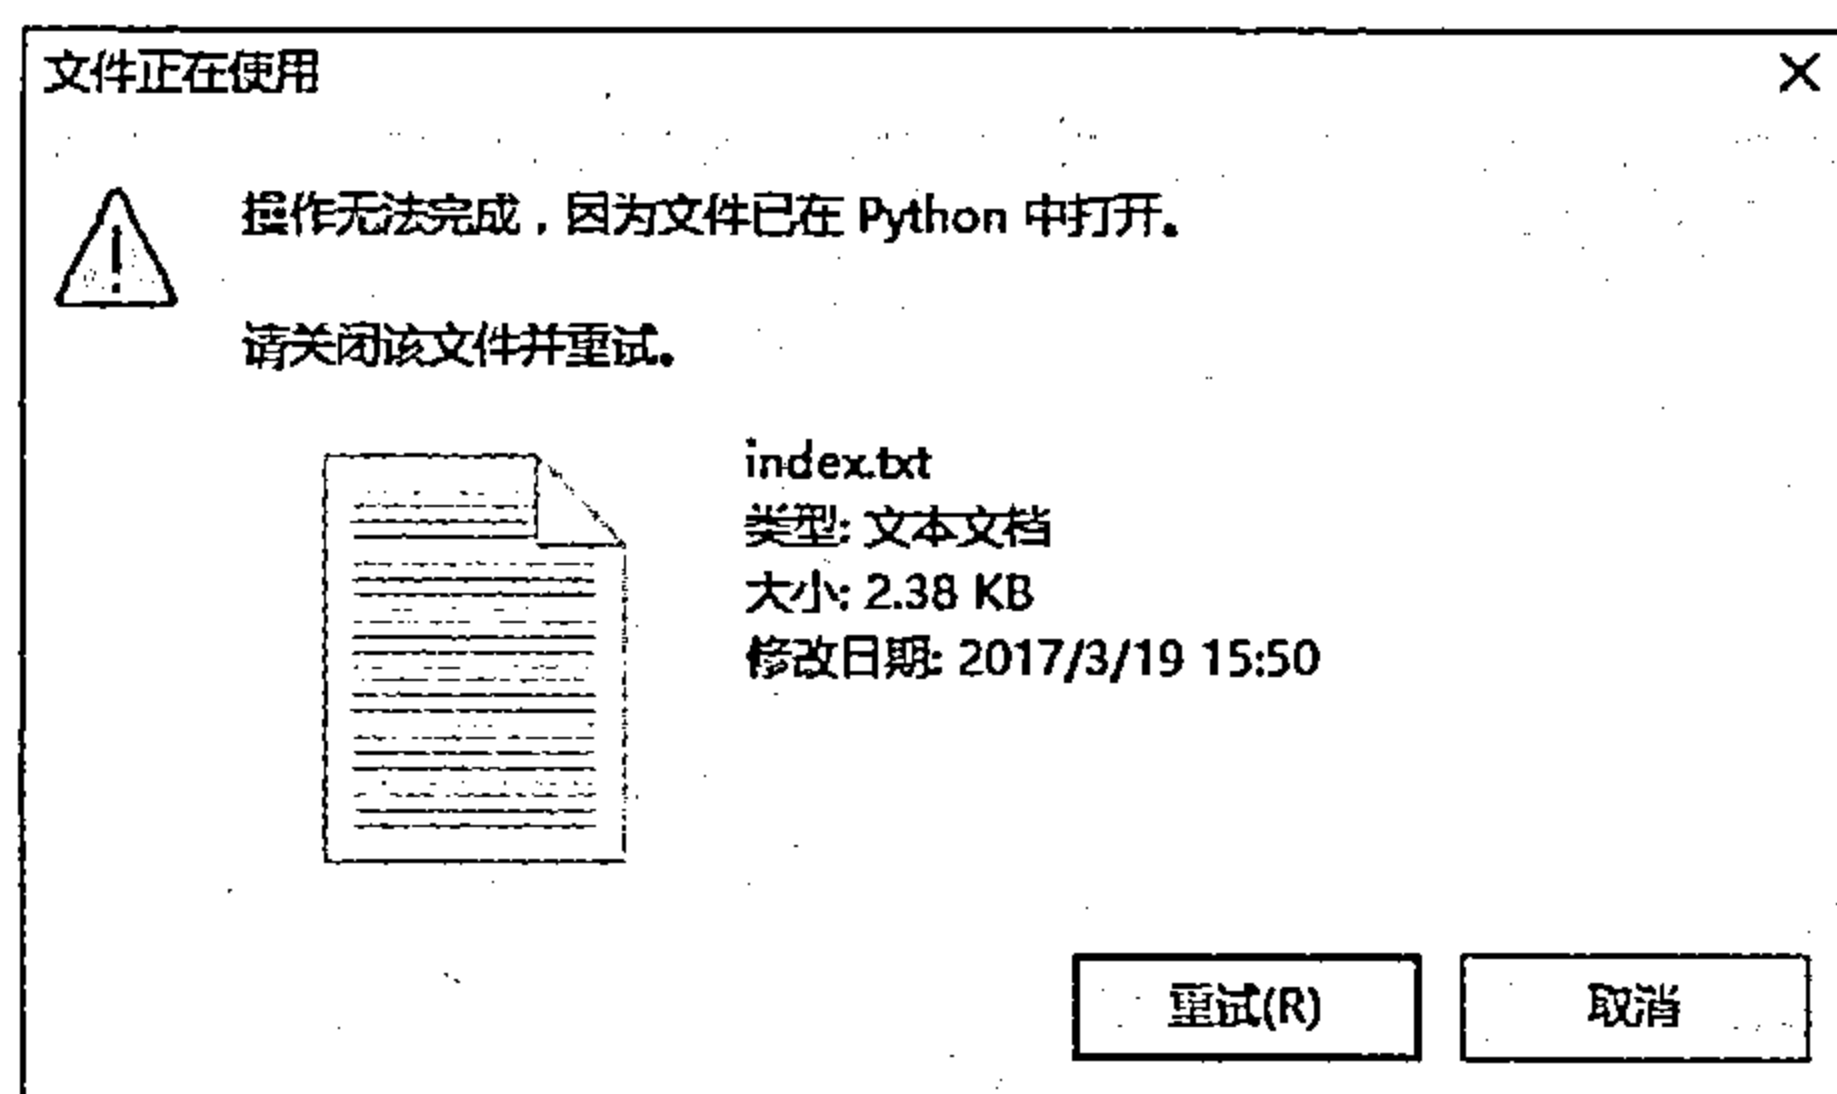 文件正在使用
操作无法完成，因为文件已在 Python 中打开。
请关闭该文件并重试。
index.txt
类型: 文本文档
大小: 2.38 KB
修改日期: 2017/3/19 15:50
重试(R)
取消